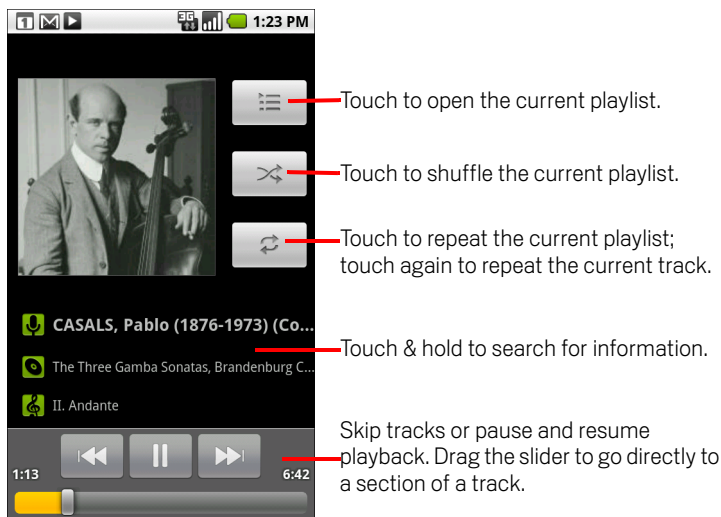 1 3G 1:23 PM
Touch to open the current playlist.
Touch to shuffle the current playlist.
Touch to repeat the current playlist;
touch again to repeat the current track.
CASALS, Pablo (1876-1973) (Co...
The Three Gamba Sonatas, Brandenburg C...
II. Andante
Touch & hold to search for information.
1:13
6:42
Skip tracks or pause and resume
playback. Drag the slider to go directly to
a section of a track.